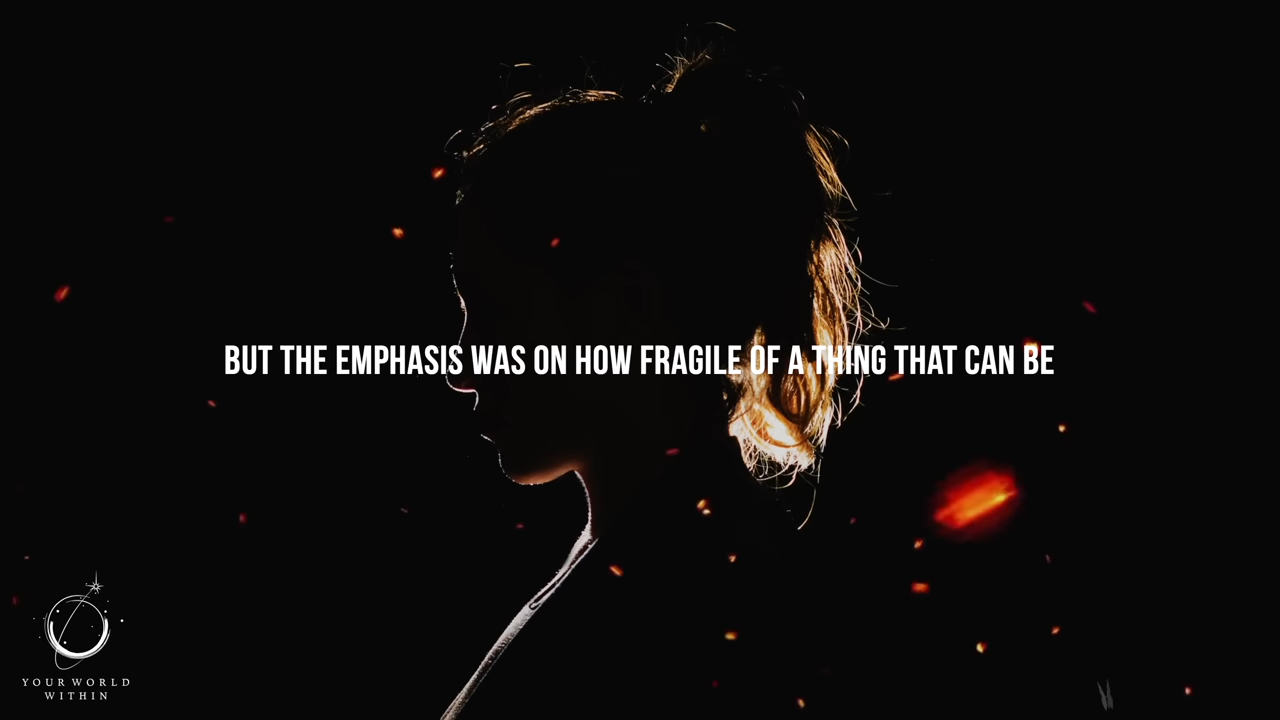 BUT THE EMPHASIS WAS ON HOW FRAGILE OF A THING THAT CAN BE
YOUR WORLD
WITHIN